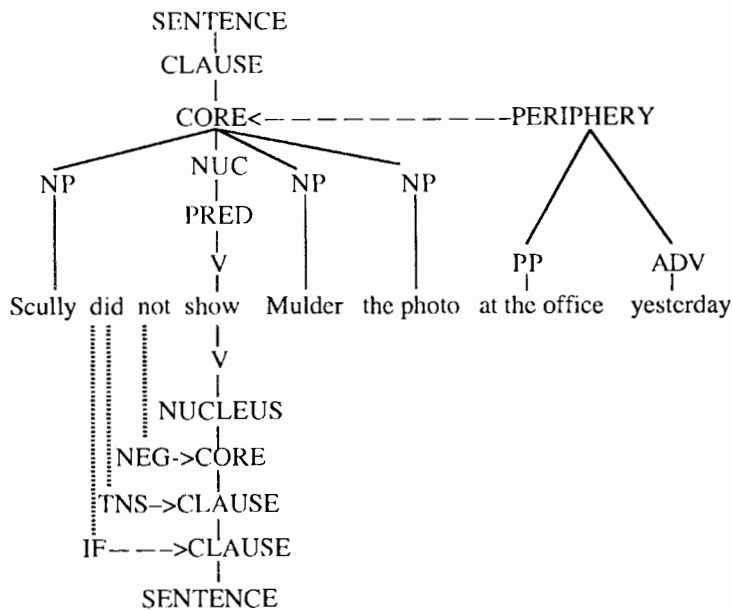 SENTENCE
CLAUSE
CORE<- - - - - - - - - - - -PERIPHERY
NP NUC NP NP
PRED
V PP ADV
Scully did not show Mulder the photo at the office yesterday
V
NUCLEUS
NEG->CORE
TNS->CLAUSE
IF- - - ->CLAUSE
SENTENCE